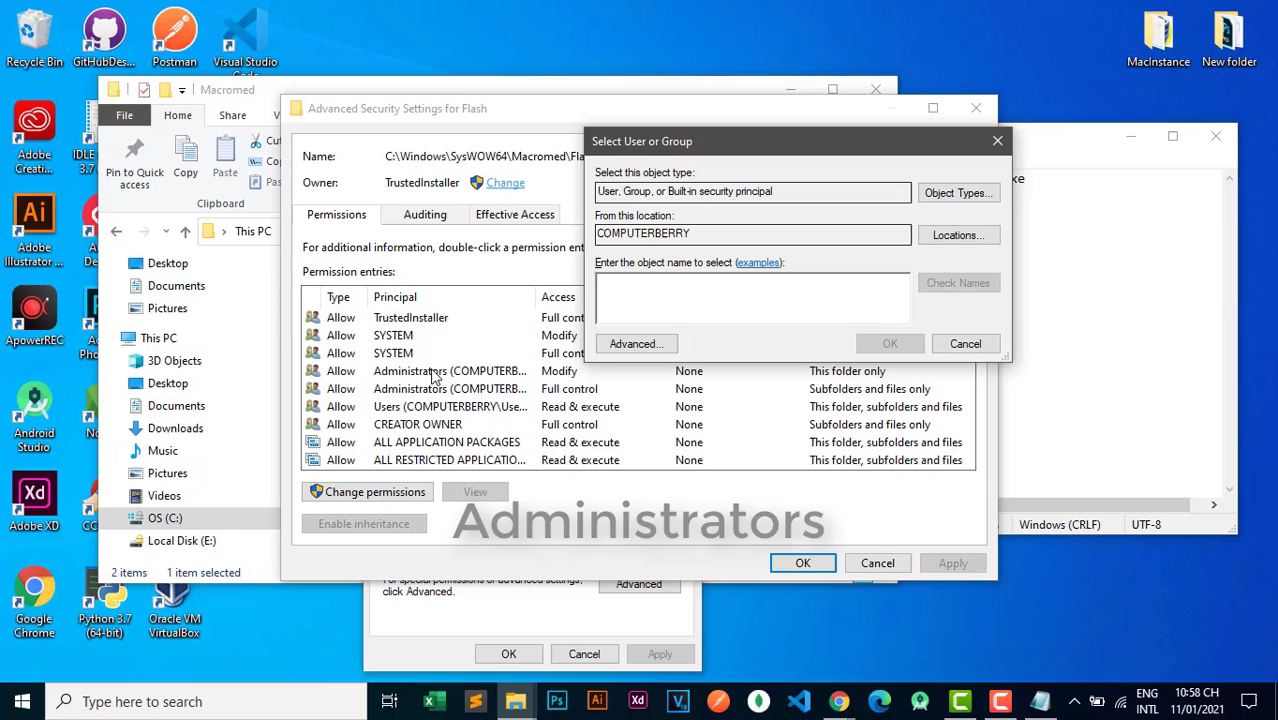 Recycle Bin
GitHubDes...
Postman
Visual Studio
Code
MacInstance
New folder
Adobe
Creati...
IDLE
3.7
Adobe
Illustrator ...
ApowerREC
Android
Studio
Adobe XD
CC
Google
Chrome
Python 3.7
(64-bit)
Oracle VM
VirtualBox
Macromed
File
Home
Share
Pin to Quick
access
Copy
Paste
Clipboard
This PC
Desktop
Documents
Pictures
This PC
3D Objects
Desktop
Documents
Downloads
Music
Pictures
Videos
OS (C:)
Local Disk (E:)
2 items
1 item selected
Advanced Security Settings for Flash
Name:
C:\Windows\SysWOW64\Macromed\Fla
Owner:
TrustedInstaller
Change
Permissions
Auditing
Effective Access
For additional information, double-click a permission ent
Permission entries:
Type Principal Access
Allow TrustedInstaller Full cont
Allow SYSTEM Modify
Allow SYSTEM Full cont
Allow Administrators (COMPUTERB... Modify None This folder only
Allow Administrators (COMPUTERB... Full control None Subfolders and files only
Allow Users (COMPUTERBERRY\Use... Read & execute None This folder, subfolders and files
Allow CREATOR OWNER Full control None Subfolders and files only
Allow ALL APPLICATION PACKAGES Read & execute None This folder, subfolders and files
Allow ALL RESTRICTED APPLICATIO... Read & execute None This folder, subfolders and files
Change permissions
View
Enable inheritance
Administrators
OK
Cancel
Apply
Select User or Group
Select this object type:
User, Group, or Built-in security principal
Object Types...
From this location:
COMPUTERBERRY
Locations...
Enter the object name to select (examples):
Check Names
Advanced...
OK
Cancel
Windows (CRLF)
UTF-8
For special permissions or advanced settings,
click Advanced.
Advanced
OK
Cancel
Apply
Type here to search
ENG
INTL
10:58 CH
11/01/2021